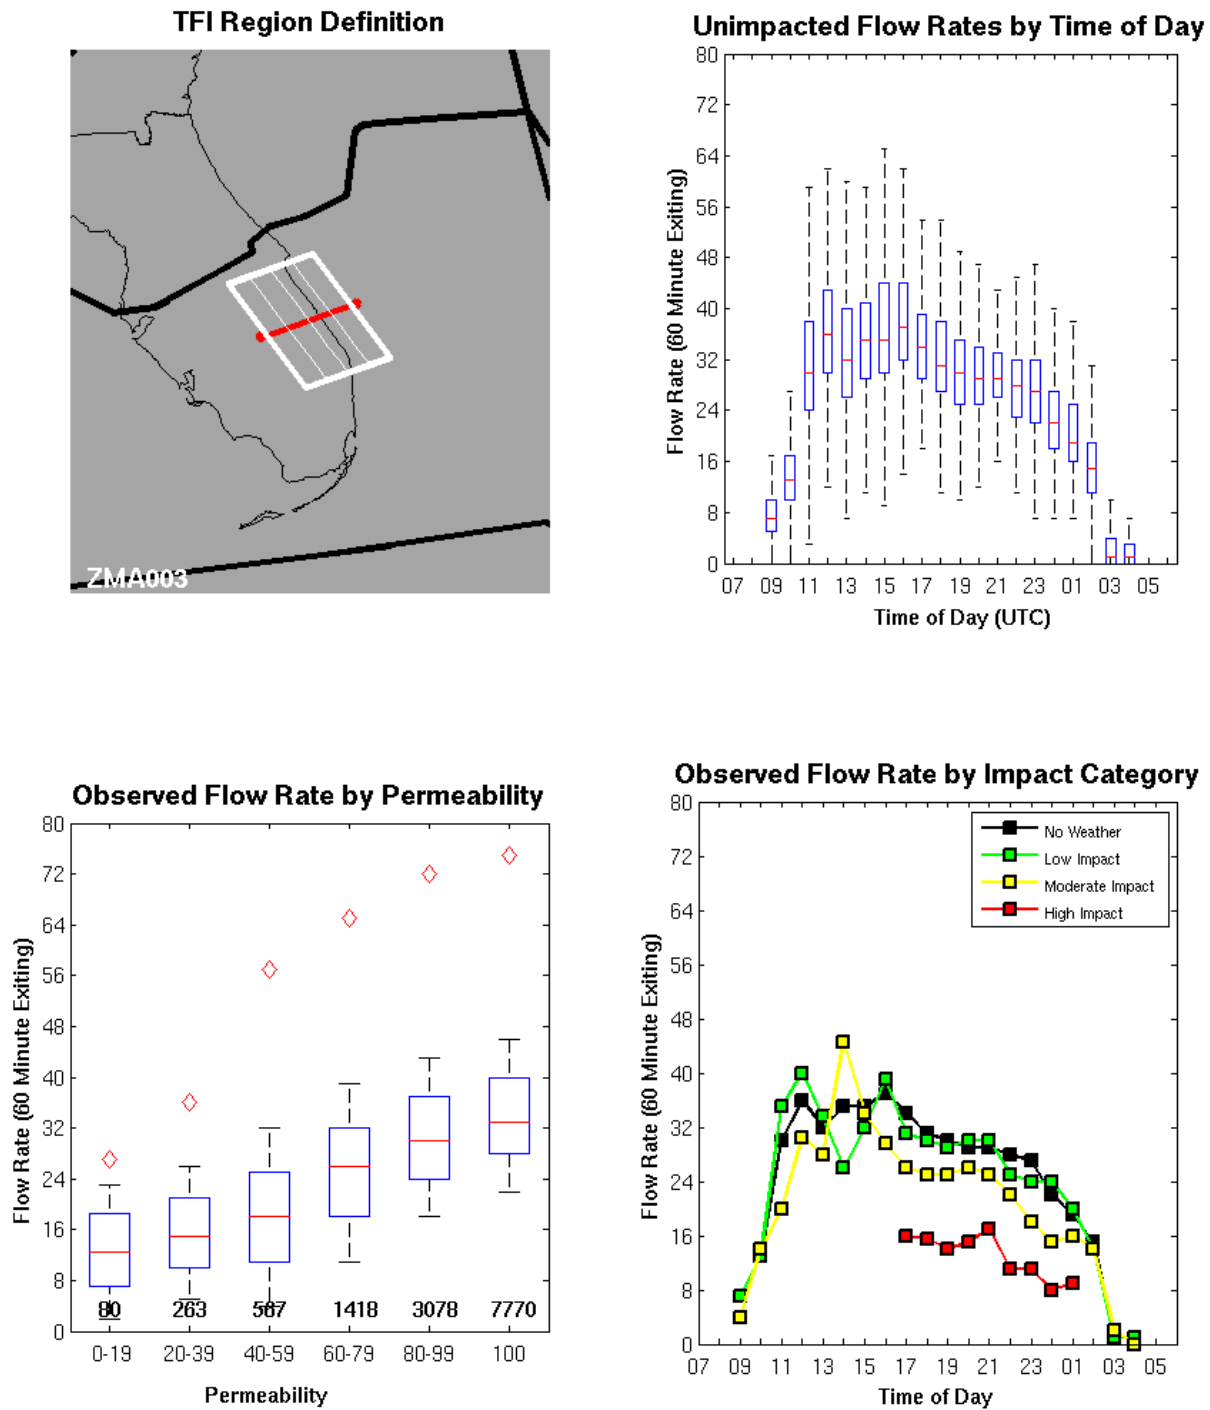 TFI Region Definition
ZMA003
Unimpacted Flow Rates by Time of Day
Flow Rate (60 Minute Exiting)
80
72
64
56
48
40
32
24
16
8
0
07 09 11 13 15 17 19 21 23 01 03 05
Time of Day (UTC)
Observed Flow Rate by Permeability
Flow Rate (60 Minute Exiting)
80
72
64
56
48
40
32
24
16
8
0
80 263 567 1418 3078 7770
0-19 20-39 40-59 60-79 80-99 100
Permeability
Observed Flow Rate by Impact Category
Flow Rate (60 Minute Exiting)
80
72
64
56
48
40
32
24
16
8
0
No Weather
Low Impact
Moderate Impact
High Impact
07 09 11 13 15 17 19 21 23 01 03 05
Time of Day